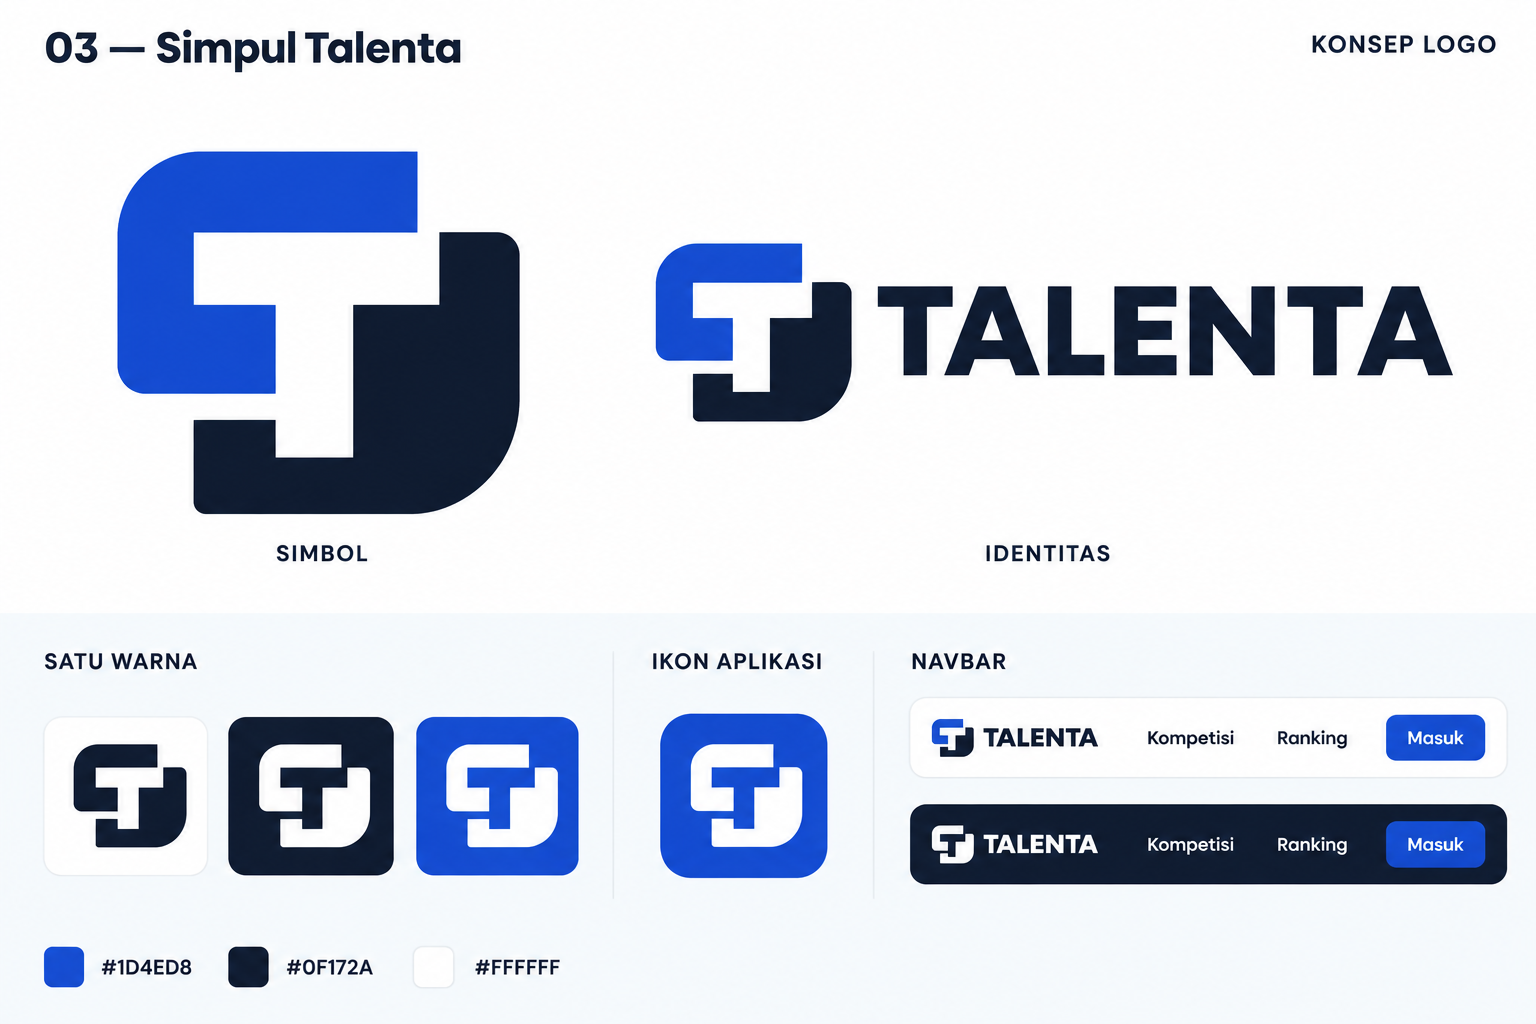 03 — Simpul Talenta
KONSEP LOGO
T
T TALENTA
SIMBOL
IDENTITAS
SATU WARNA
T
T
T
IKON APLIKASI
T
NAVBAR
T TALENTA Kompetisi Ranking Masuk
T TALENTA Kompetisi Ranking Masuk
#1D4ED8
#0F172A
#FFFFFF